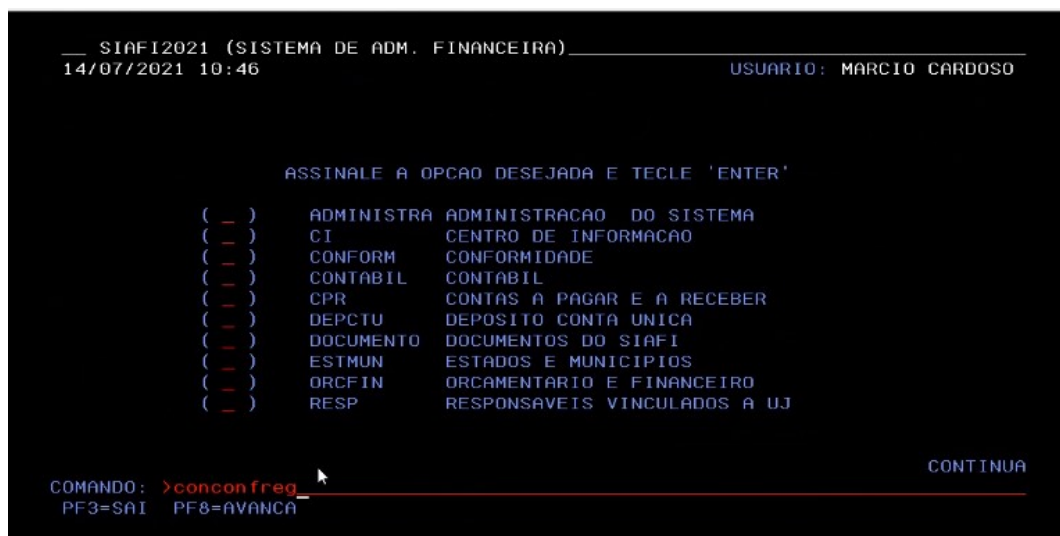 __ SIAFI2021 (SISTEMA DE ADM. FINANCEIRA)
14/07/2021 10:46 USUARIO: MARCIO CARDOSO
ASSINALE A OPCAO DESEJADA E TECLE 'ENTER'
( _ ) ADMINISTRA ADMINISTRACAO DO SISTEMA
( _ ) CI CENTRO DE INFORMACAO
( _ ) CONFORM CONFORMIDADE
( _ ) CONTABIL CONTABIL
( _ ) CPR CONTAS A PAGAR E A RECEBER
( _ ) DEPCTU DEPOSITO CONTA UNICA
( _ ) DOCUMENTO DOCUMENTOS DO SIAFI
( _ ) ESTMUN ESTADOS E MUNICIPIOS
( _ ) ORCFIN ORCAMENTARIO E FINANCEIRO
( _ ) RESP RESPONSAVEIS VINCULADOS A UJ
CONTINUA
COMANDO: >conconfreg_
PF3=SAI PF8=AVANCA